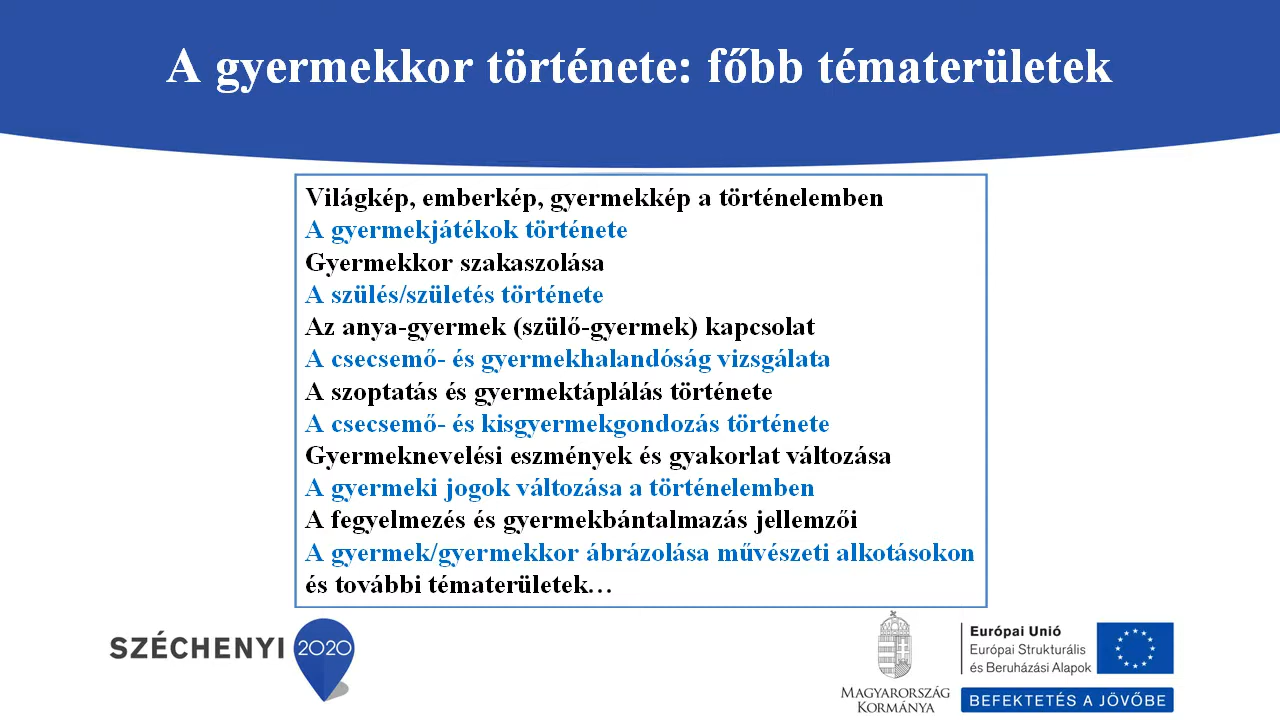 A gyermekkor története: főbb tématerületek
Világkép, emberkép, gyermekkép a történelemben
A gyermekjátékok története
Gyermekkor szakaszolása
A szülés/születés története
Az anya-gyermek (szülő-gyermek) kapcsolat
A csecsemő- és gyermekhalandóság vizsgálata
A szoptatás és gyermektáplálás története
A csecsemő- és kisgyermekgondozás története
Gyermeknevelési eszmények és gyakorlat változása
A gyermeki jogok változása a történelemben
A fegyelmezés és gyermekbántalmazás jellemzői
A gyermek/gyermekkor ábrázolása művészeti alkotásokon
és további tématerületek…
SZÉCHENYI 2020
MAGYARORSZÁG
KORMÁNYA
Európai Unió
Európai Strukturális
és Beruházási Alapok
BEFEKTETÉS A JÖVŐBE